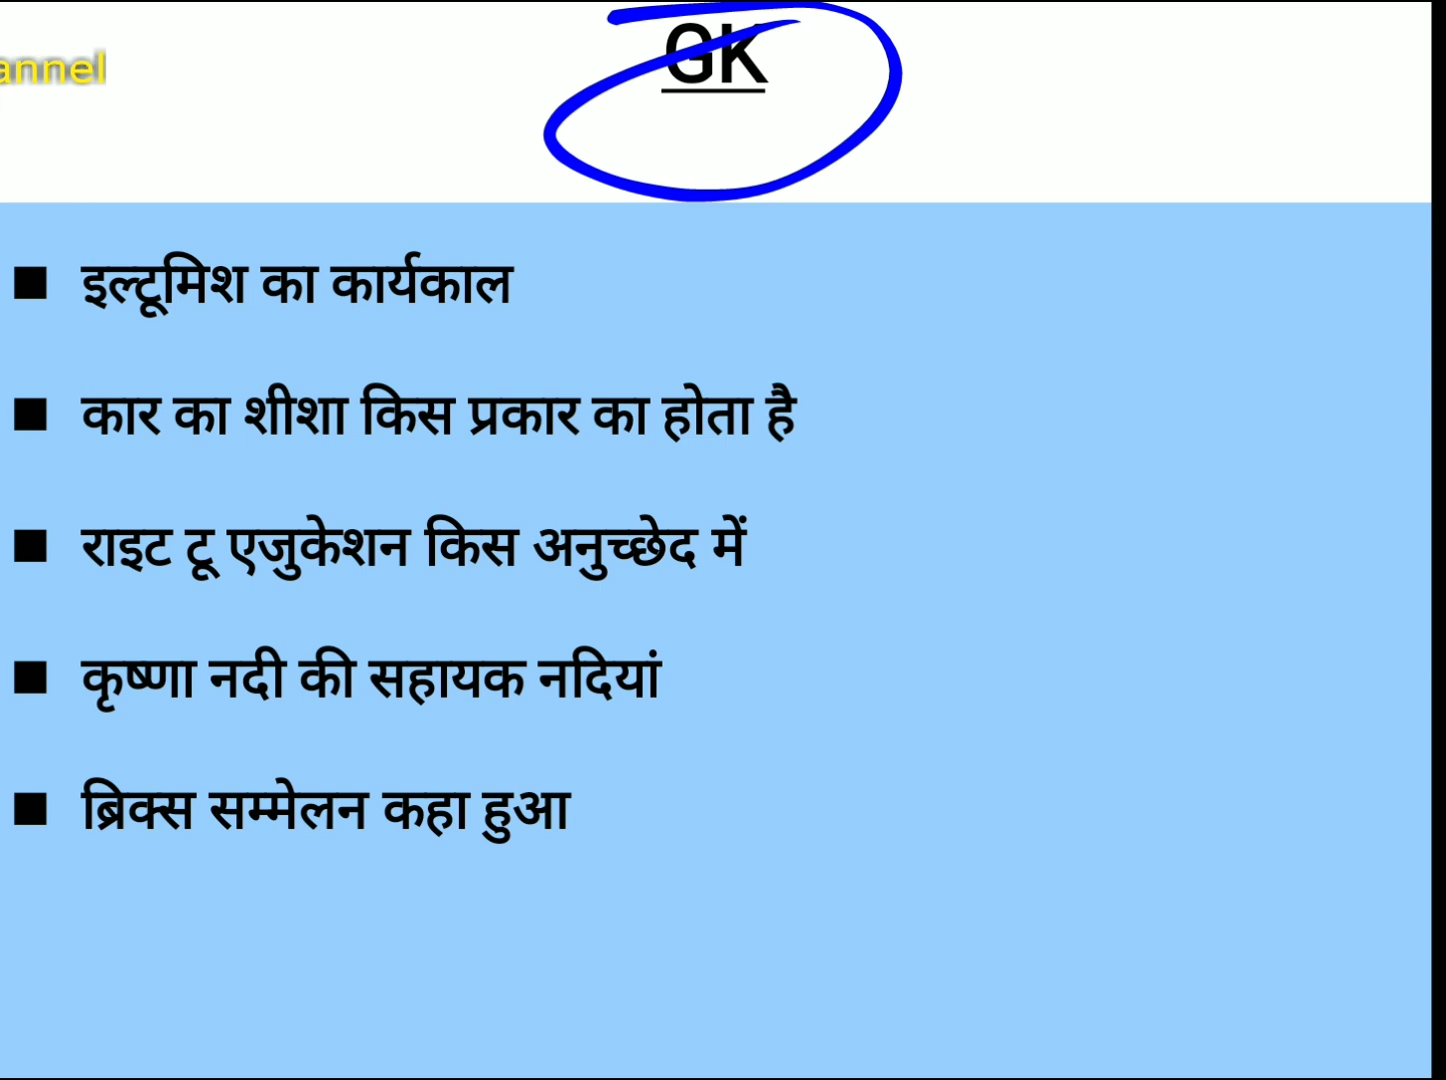 GK
annel
■ इल्टूमिश का कार्यकाल
■ कार का शीशा किस प्रकार का होता है
■ राइट टू एजुकेशन किस अनुच्छेद में
■ कृष्णा नदी की सहायक नदियां
■ ब्रिक्स सम्मेलन कहा हुआ